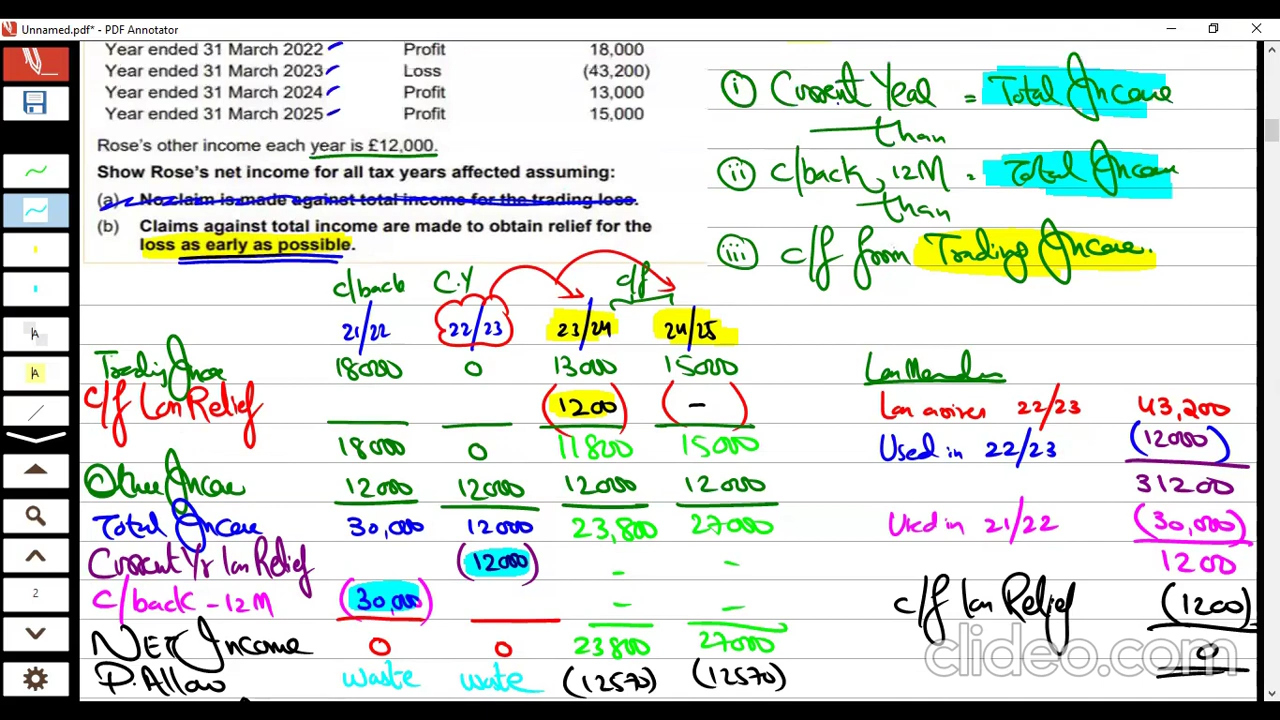 Unnamed.pdf* - PDF Annotator
Year ended 31 March 2022 Profit 18,000
Year ended 31 March 2023 Loss (43,200)
Year ended 31 March 2024 Profit 13,000
Year ended 31 March 2025 Profit 15,000
Rose's other income each year is £12,000.
Show Rose's net income for all tax years affected assuming:
(a) No claim is made against total income for the trading loss.
(b) Claims against total income are made to obtain relief for the
loss as early as possible.
i Current Year = Total Income
than
ii c/back 12M = Total Income
than
iii c/f from Trading Income.
c/back C.Y c/f
21/22 22/23 23/24 24/25
Trading Income 18000 0 13000 15000
c/f Loss Relief (1200) (-)
18000 0 11800 15000
Other Income 12000 12000 12000 12000
Total Income 30,000 12000 23,800 27000
Current Yr Loss Relief (12000) - -
c/back - 12M (30,000) - -
NET Income 0 0 23800 27000
P.Allow waste waste (12570) (12570)
Loss Memo
Loss arises 22/23 43,200
Used in 22/23 (12000)
31200
Used in 21/22 (30,000)
1200
c/f Loss Relief (1200)
0
A
A
2
clideo.com